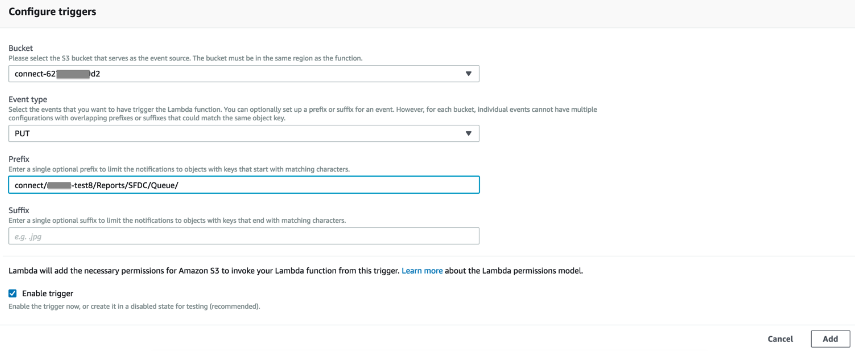 Configure triggers
Bucket
Please select the S3 bucket that serves as the event source. The bucket must be in the same region as the function.
connect-62 d2
Event type
Select the events that you want to have trigger the Lambda function. You can optionally set up a prefix or suffix for an event. However, for each bucket, individual events cannot have multiple
configurations with overlapping prefixes or suffixes that could match the same object key.
PUT
Prefix
Enter a single optional prefix to limit the notifications to objects with keys that start with matching characters.
connect/ -test8/Reports/SFDC/Queue/
Suffix
Enter a single optional suffix to limit the notifications to objects with keys that end with matching characters.
e.g. .jpg
Lambda will add the necessary permissions for Amazon S3 to invoke your Lambda function from this trigger. Learn more about the Lambda permissions model.
Enable trigger
Enable the trigger now, or create it in a disabled state for testing (recommended).
Cancel
Add